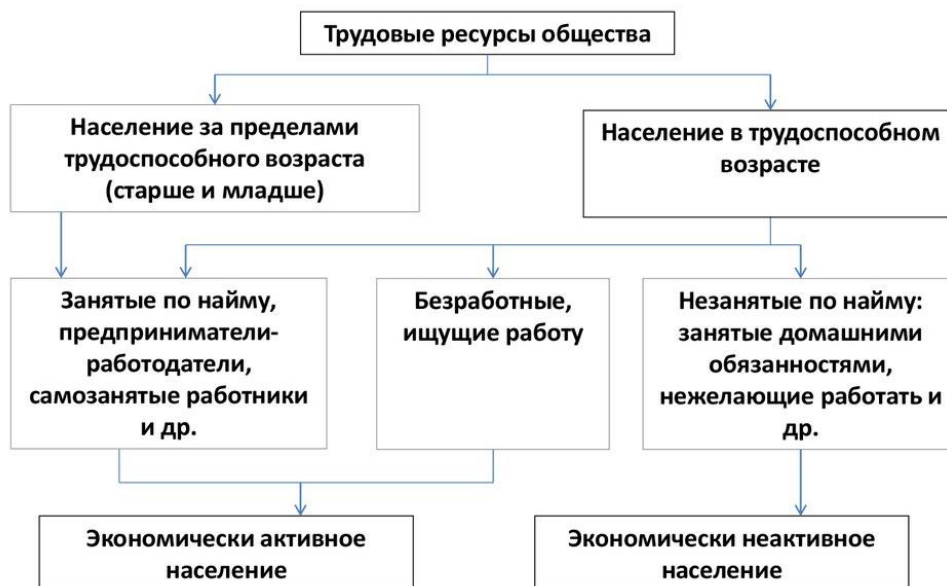 Трудовые ресурсы общества
Население за пределами
трудоспособного возраста
(старше и младше)
Население в трудоспособном
возрасте
Занятые по найму,
предприниматели-
работодатели,
самозанятые работники
и др.
Безработные,
ищущие работу
Незанятые по найму:
занятые домашними
обязанностями,
нежелающие работать и
др.
Экономически активное
население
Экономически неактивное
население